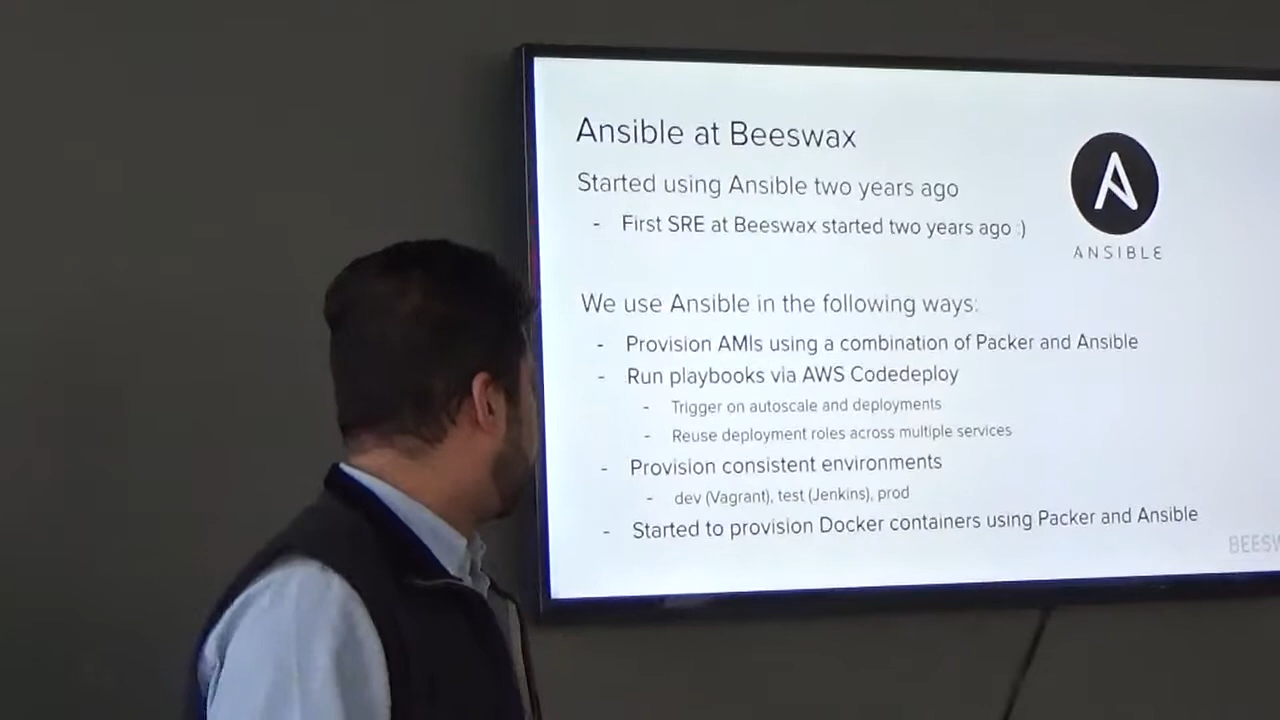 Ansible at Beeswax
Started using Ansible two years ago
- First SRE at Beeswax started two years ago :)
ANSIBLE
We use Ansible in the following ways:
- Provision AMIs using a combination of Packer and Ansible
- Run playbooks via AWS Codedeploy
- Trigger on autoscale and deployments
- Reuse deployment roles across multiple services
- Provision consistent environments
- dev (Vagrant), test (Jenkins), prod
- Started to provision Docker containers using Packer and Ansible